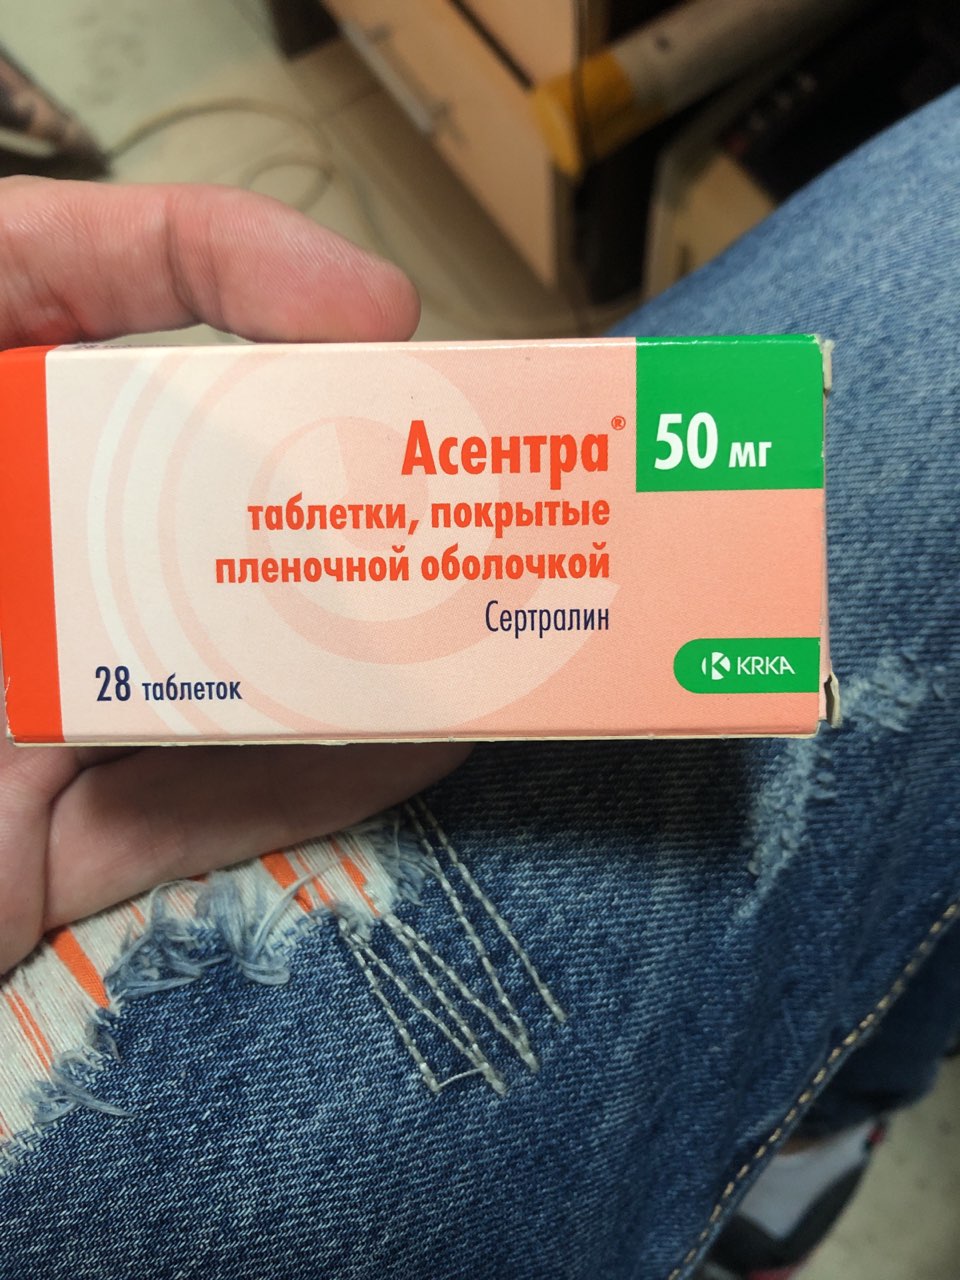 Асентра®
50 мг
таблетки, покрытые
пленочной оболочкой
Сертралин
28 таблеток
KRKA